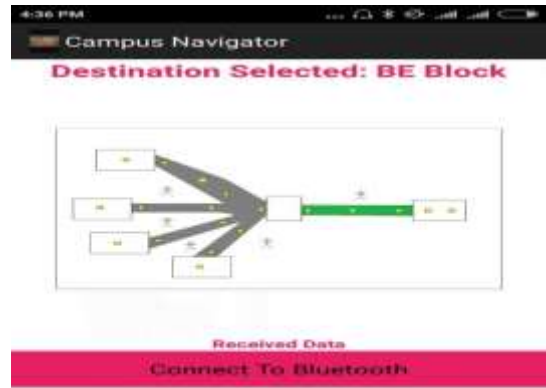 4:36 PM
Campus Navigator
Destination Selected: BE Block
Received Data
Connect To Bluetooth